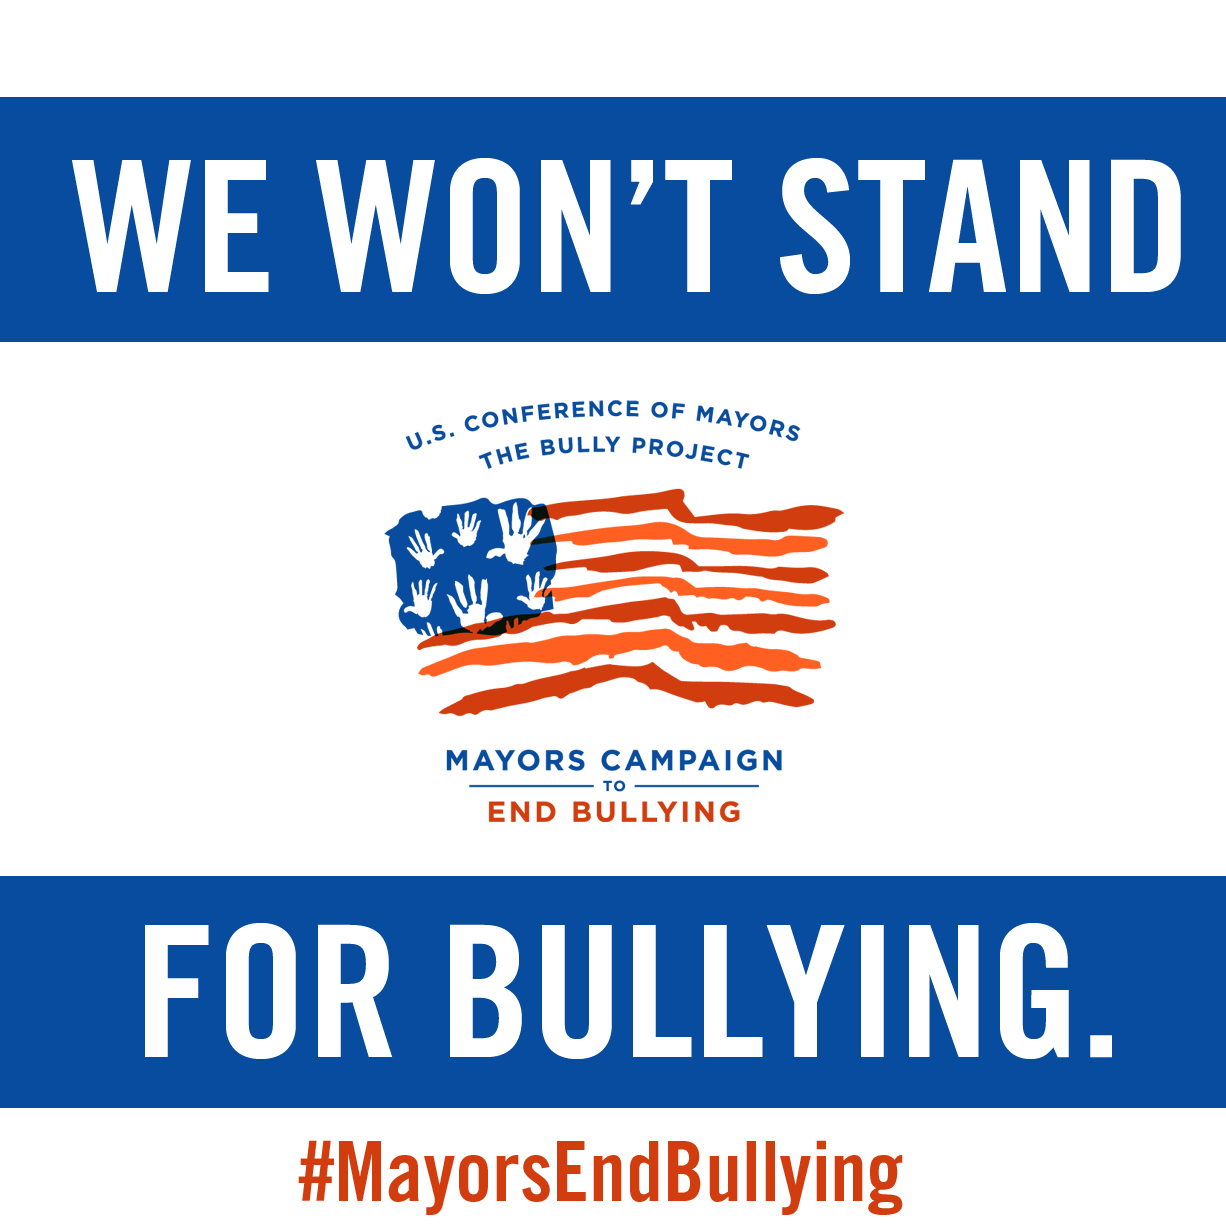 WE WON'T STAND
U.S. CONFERENCE OF MAYORS
THE BULLY PROJECT
MAYORS CAMPAIGN
TO
END BULLYING
FOR BULLYING.
#MayorsEndBullying